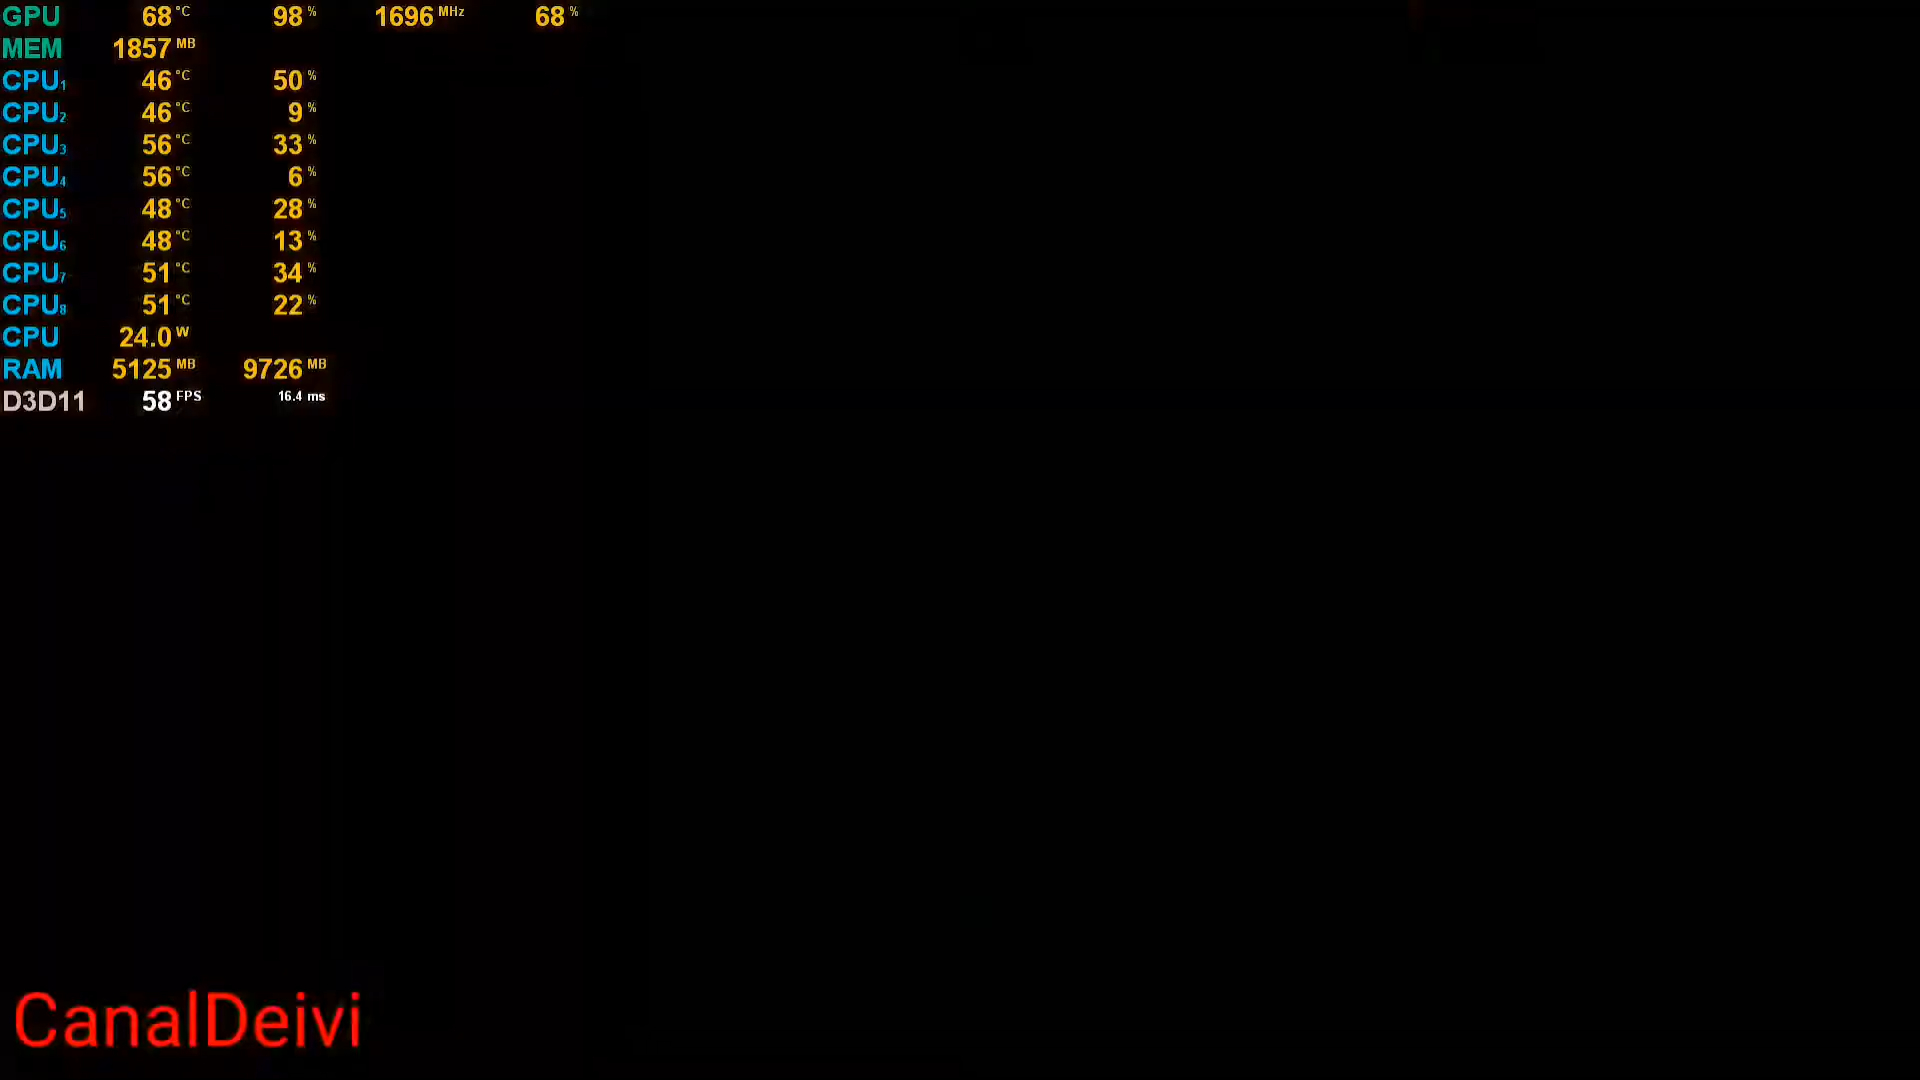 GPU 68 °C 98 % 1696 MHz 68 %
MEM 1857 MB
CPU1 46 °C 50 %
CPU2 46 °C 9 %
CPU3 56 °C 33 %
CPU4 56 °C 6 %
CPU5 48 °C 28 %
CPU6 48 °C 13 %
CPU7 51 °C 34 %
CPU8 51 °C 22 %
CPU 24.0 W
RAM 5125 MB 9726 MB
D3D11 58 FPS 16.4 ms
CanalDeivi